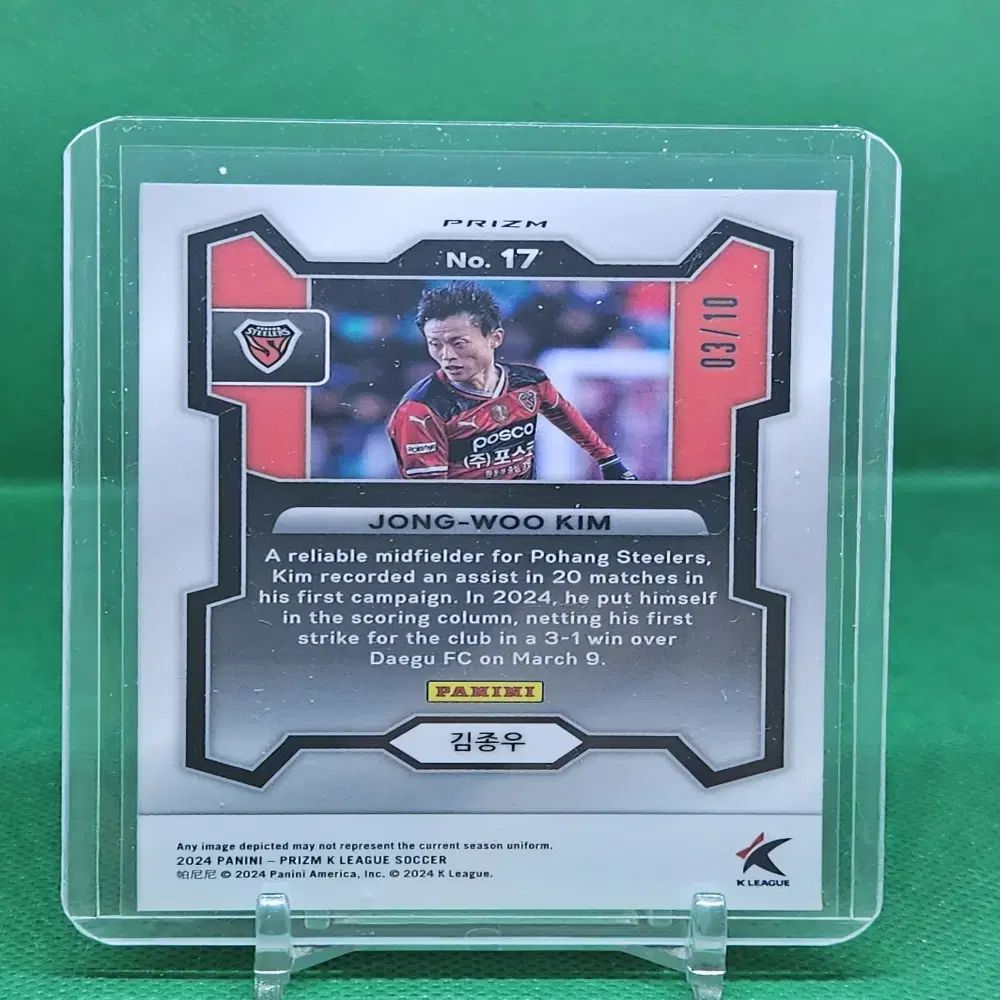 PRIZM
No. 17
03/10
STEELERS
posco
(주)포스코
JONG-WOO KIM
A reliable midfielder for Pohang Steelers,
Kim recorded an assist in 20 matches in
his first campaign. In 2024, he put himself
in the scoring column, netting his first
strike for the club in a 3-1 win over
Daegu FC on March 9.
PANINI
김종우
Any image depicted may not represent the current season uniform.
2024 PANINI – PRIZM K LEAGUE SOCCER
帕尼尼 © 2024 Panini America, Inc. © 2024 K League.
K LEAGUE